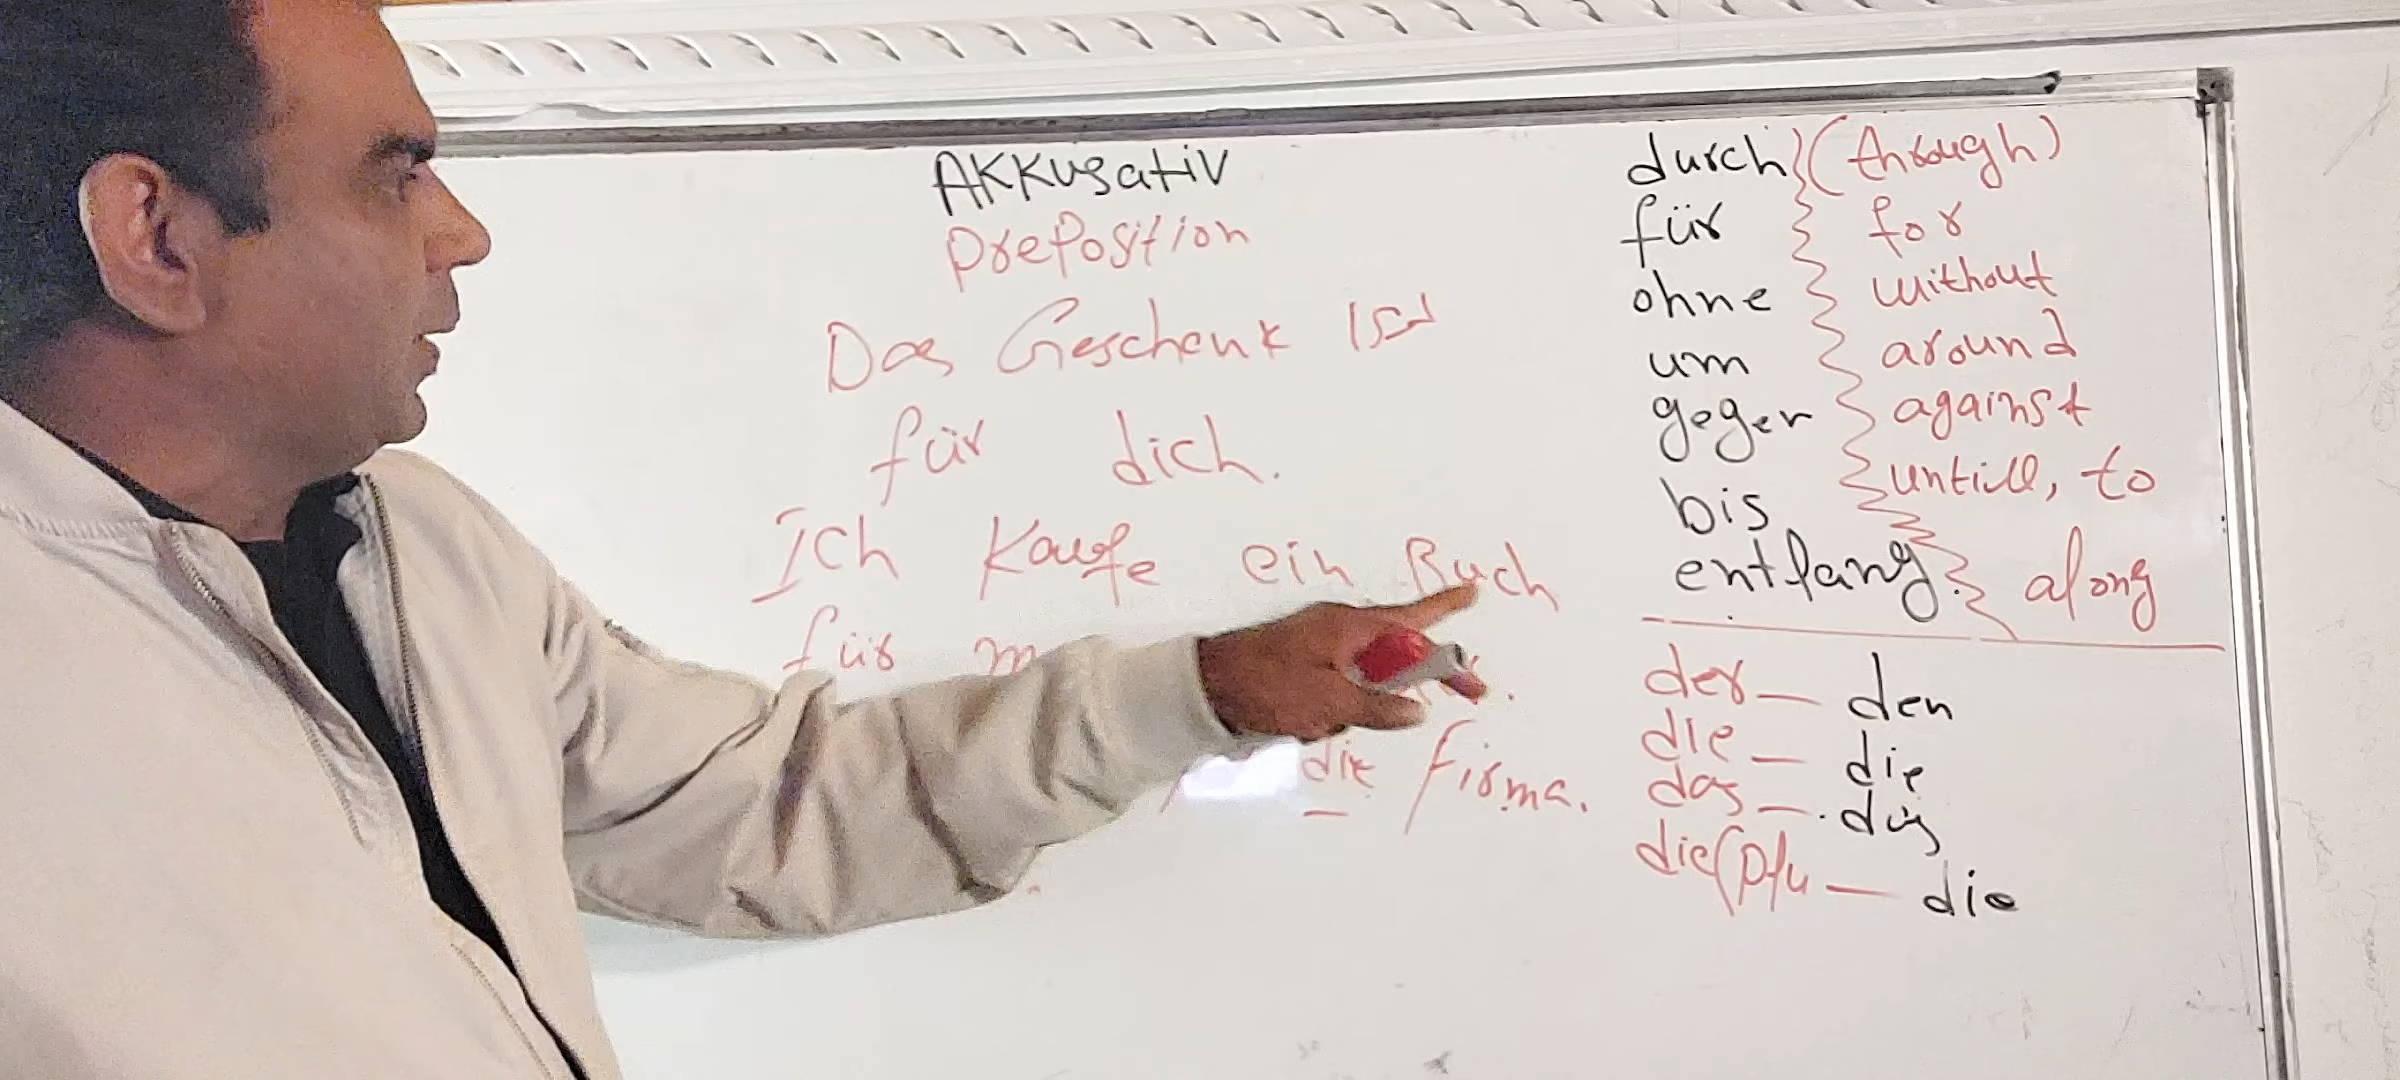 AKKusativ
Preposition
Das Geschenk ist
für dich.
Ich Kaufe ein Buch
für
die Firma.
durch (through)
für for
ohne without
um around
gegen against
bis untill, to
entlang. along
der - den
die - die
das - das
die (Plu - die